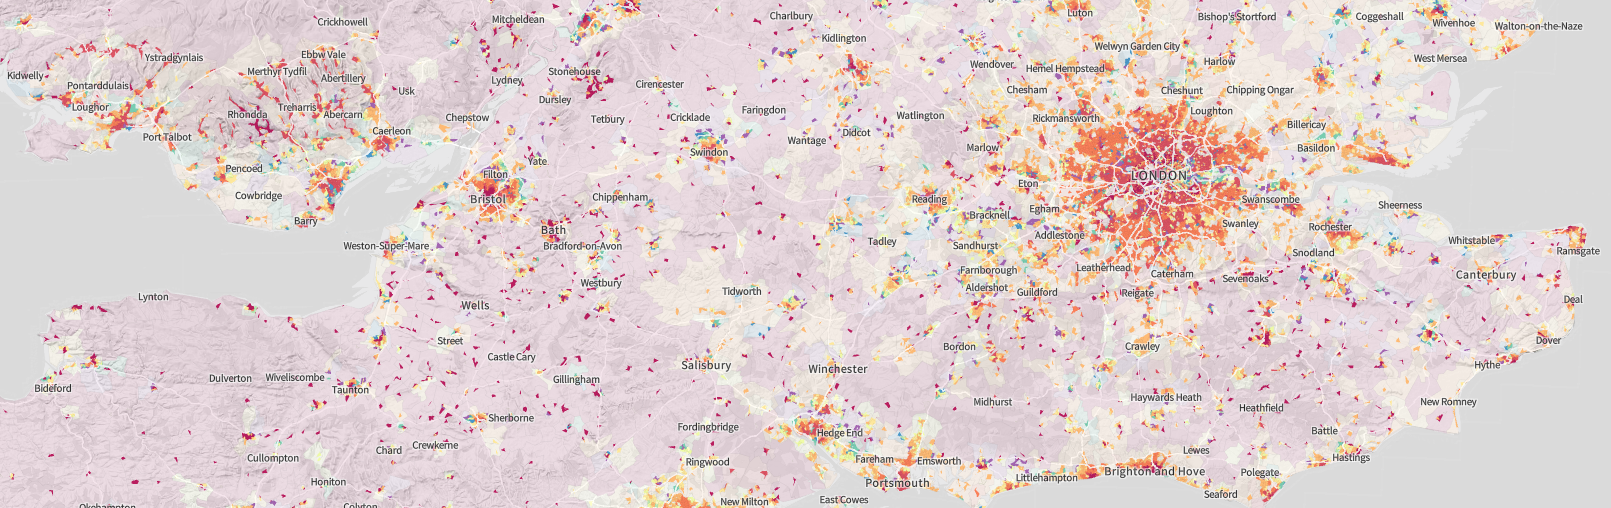 Crickhowell
Mitcheldean
Charlbury
Luton
Bishop's Stortford
Coggeshall
Wivenhoe
Walton-on-the-Naze
Kidlington
Welwyn Garden City
Ystradgynlais
Ebbw Vale
Harlow
West Mersea
Kidwelly
Merthyr Tydfil
Abertillery
Stonehouse
Wendover
Hemel Hempstead
Pontarddulais
Usk
Lydney
Cirencester
Chesham
Cheshunt
Chipping Ongar
Loughor
Treharris
Dursley
Faringdon
Loughton
Rhondda
Abercarn
Chepstow
Tetbury
Cricklade
Watlington
Rickmansworth
Billericay
Port Talbot
Caerleon
Wantage
Didcot
Marlow
Basildon
Swindon
Yate
Pencoed
Filton
LONDON
Eton
Cowbridge
Bristol
Chippenham
Reading
Swanscombe
Sheerness
Barry
Bracknell
Egham
Swanley
Rochester
Bath
Addlestone
Weston-Super-Mare
Bradford-on-Avon
Tadley
Sandhurst
Whitstable
Ramsgate
Snodland
Farnborough
Leatherhead
Caterham
Sevenoaks
Canterbury
Westbury
Tidworth
Aldershot
Guildford
Reigate
Lynton
Wells
Deal
Street
Castle Cary
Bordon
Crawley
Dover
Salisbury
Winchester
Hythe
Bideford
Dulverton
Wiveliscombe
Taunton
Gillingham
Midhurst
Haywards Heath
Heathfield
New Romney
Sherborne
Fordingbridge
Hedge End
Battle
Chard
Crewkerne
Lewes
Cullompton
Ringwood
Fareham
Emsworth
Hastings
Honiton
Portsmouth
Littlehampton
Brighton and Hove
Polegate
Seaford
New Milton
East Cowes
Okehampton
Colyton